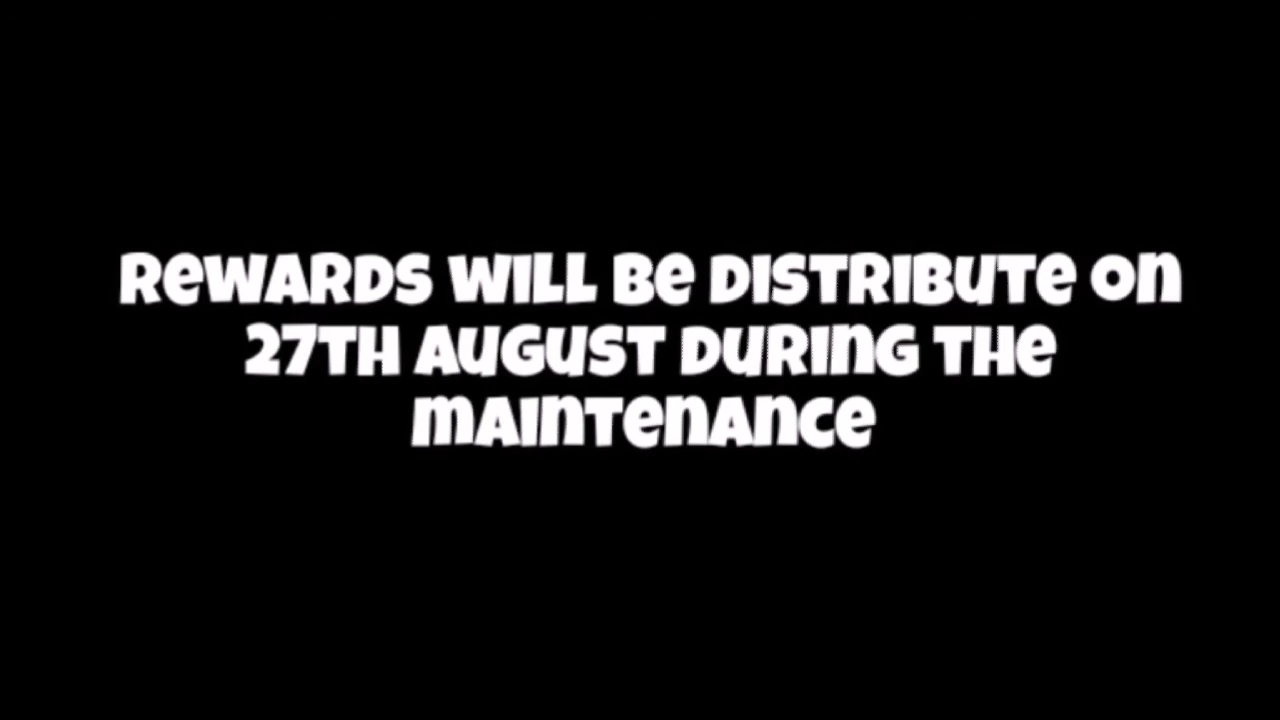 REWARDS WILL BE DISTRIBUTE ON
27TH AUGUST DURING THE
MAINTENANCE